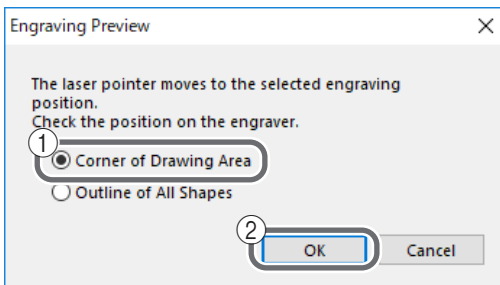 Engraving Preview
The laser pointer moves to the selected engraving
position.
Check the position on the engraver.
1
Corner of Drawing Area
Outline of All Shapes
2
OK Cancel